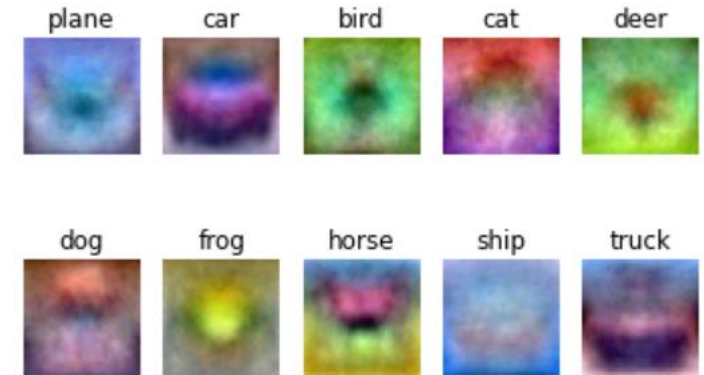 plane car bird cat deer
dog frog horse ship truck